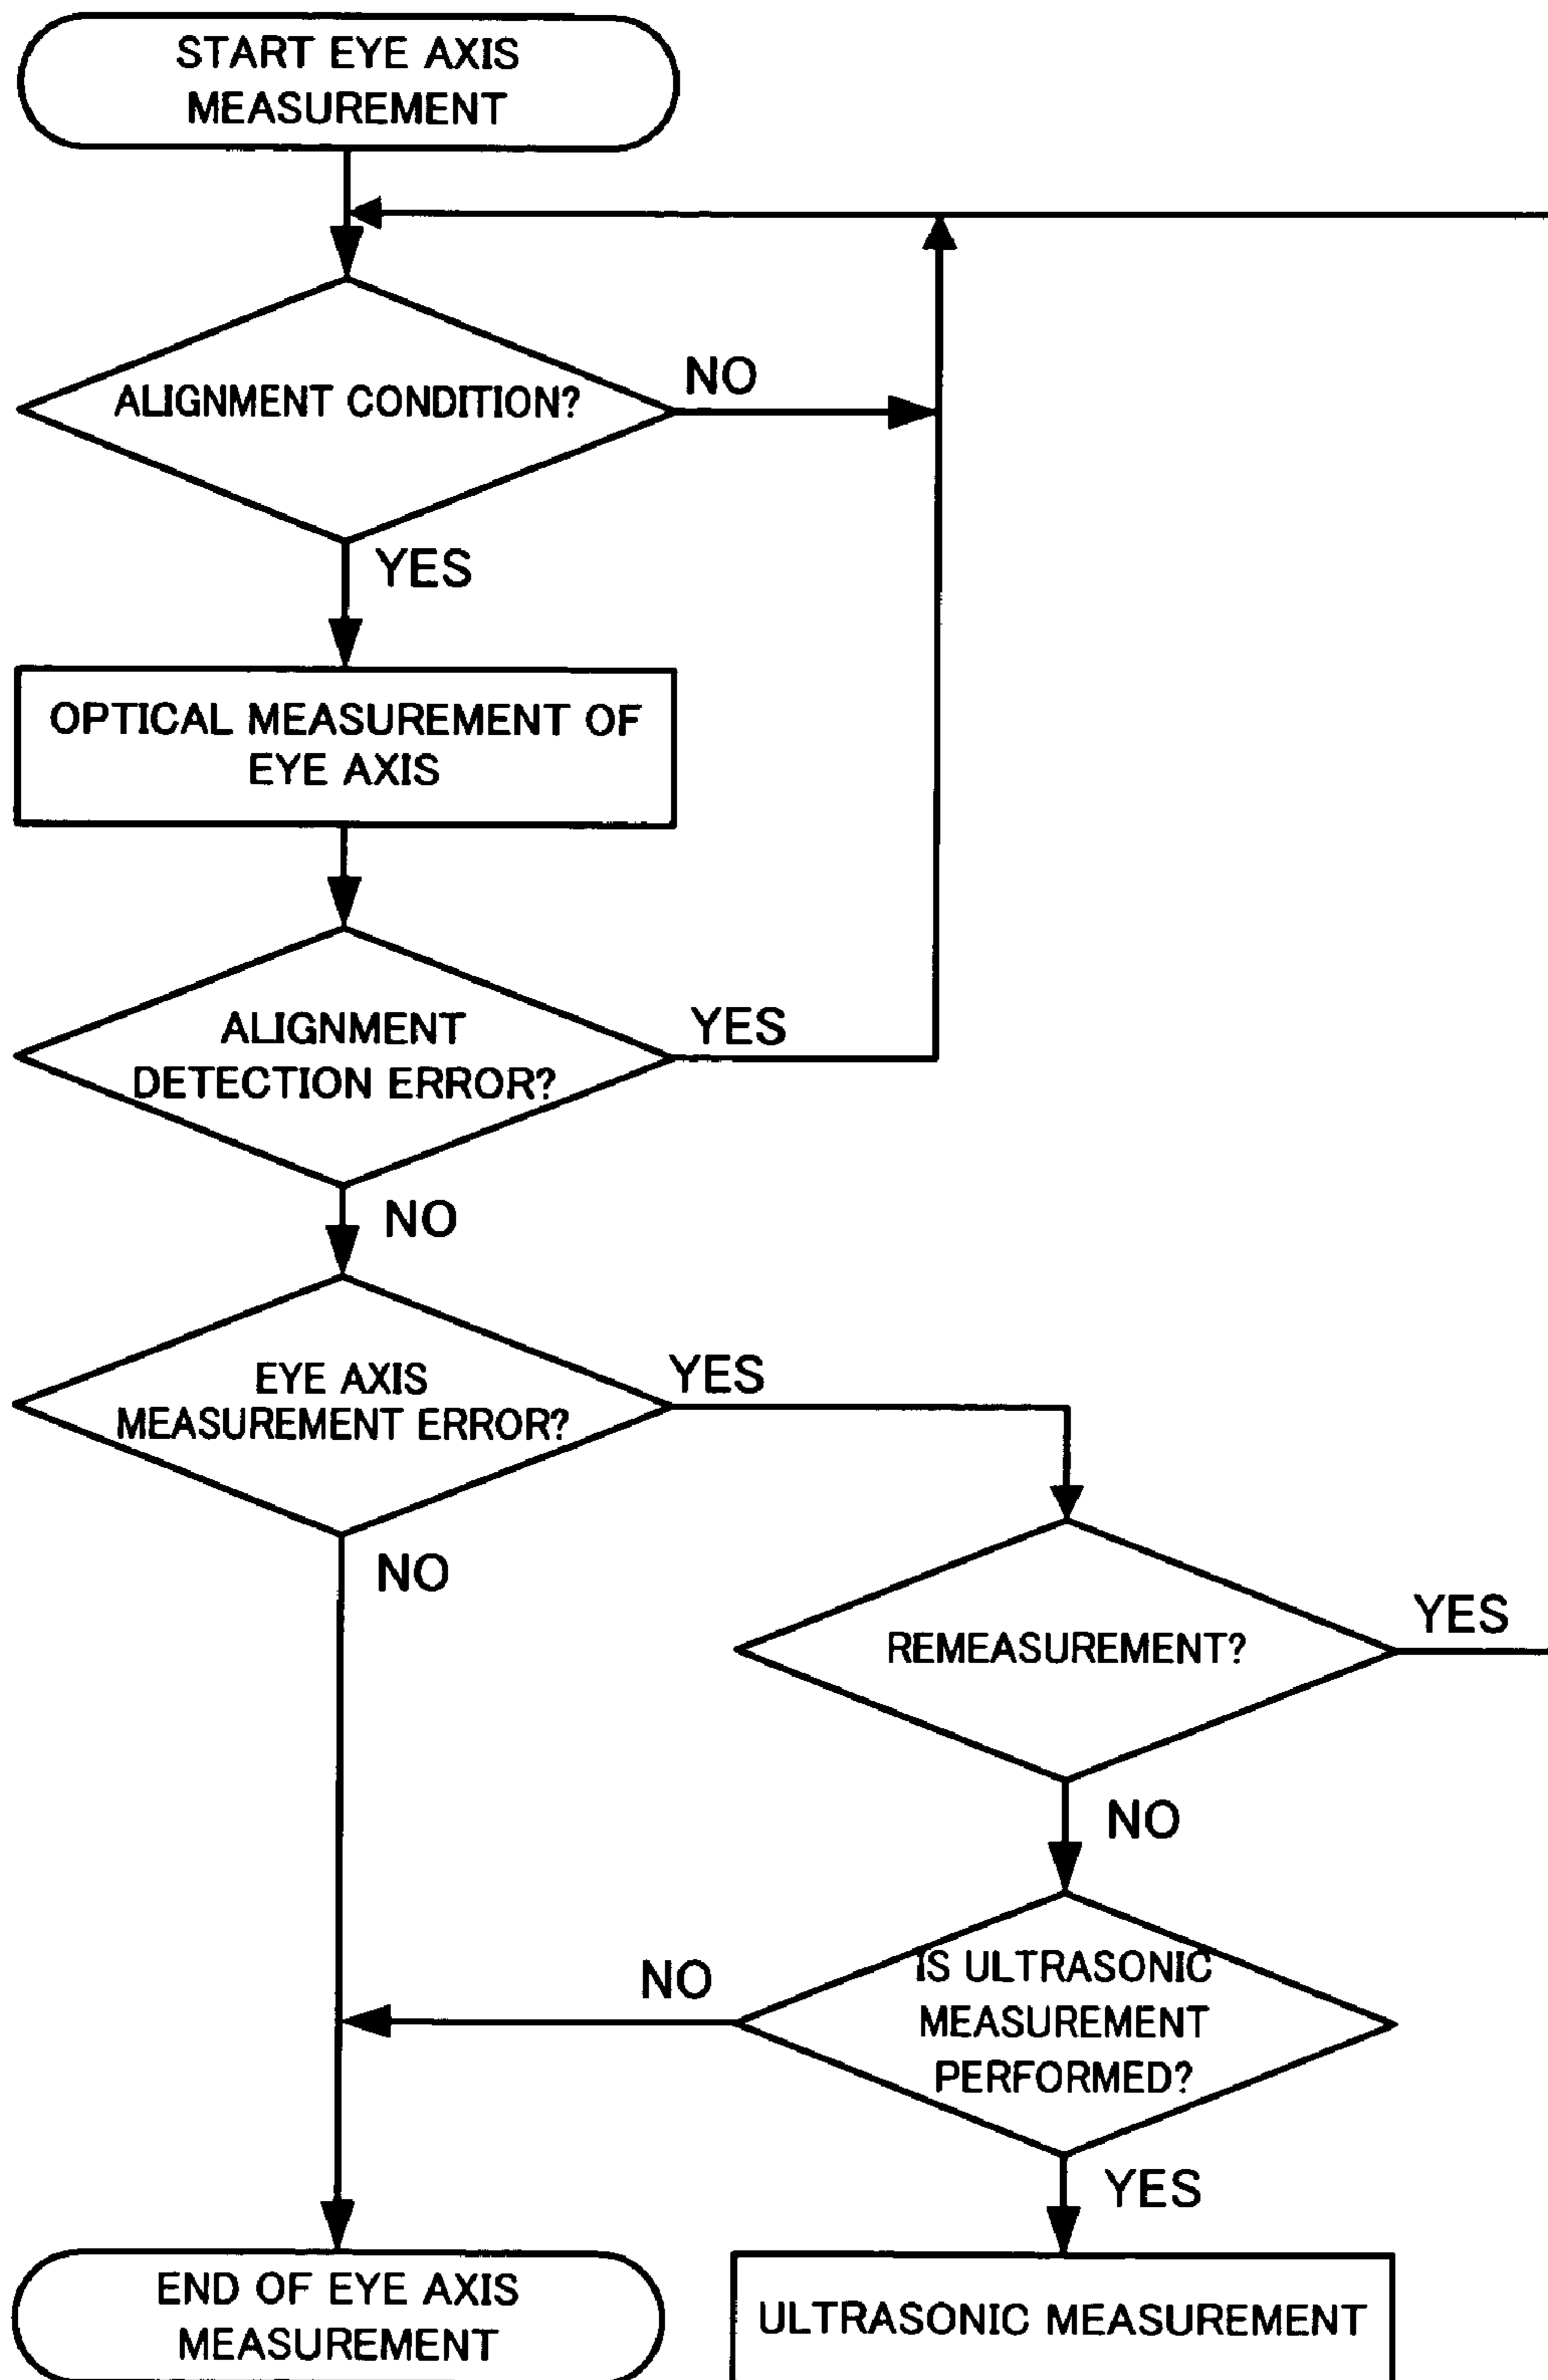 START EYE AXIS
MEASUREMENT
ALIGNMENT CONDITION?
NO
YES
OPTICAL MEASUREMENT OF
EYE AXIS
ALIGNMENT
DETECTION ERROR?
YES
NO
EYE AXIS
MEASUREMENT ERROR?
YES
NO
REMEASUREMENT?
YES
NO
IS ULTRASONIC
MEASUREMENT
PERFORMED?
NO
YES
END OF EYE AXIS
MEASUREMENT
ULTRASONIC MEASUREMENT